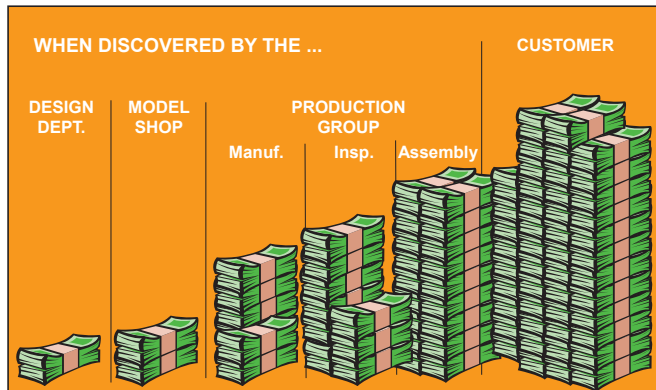 WHEN DISCOVERED BY THE ...
CUSTOMER
DESIGN
DEPT.
MODEL
SHOP
PRODUCTION
GROUP
Manuf.
Insp.
Assembly